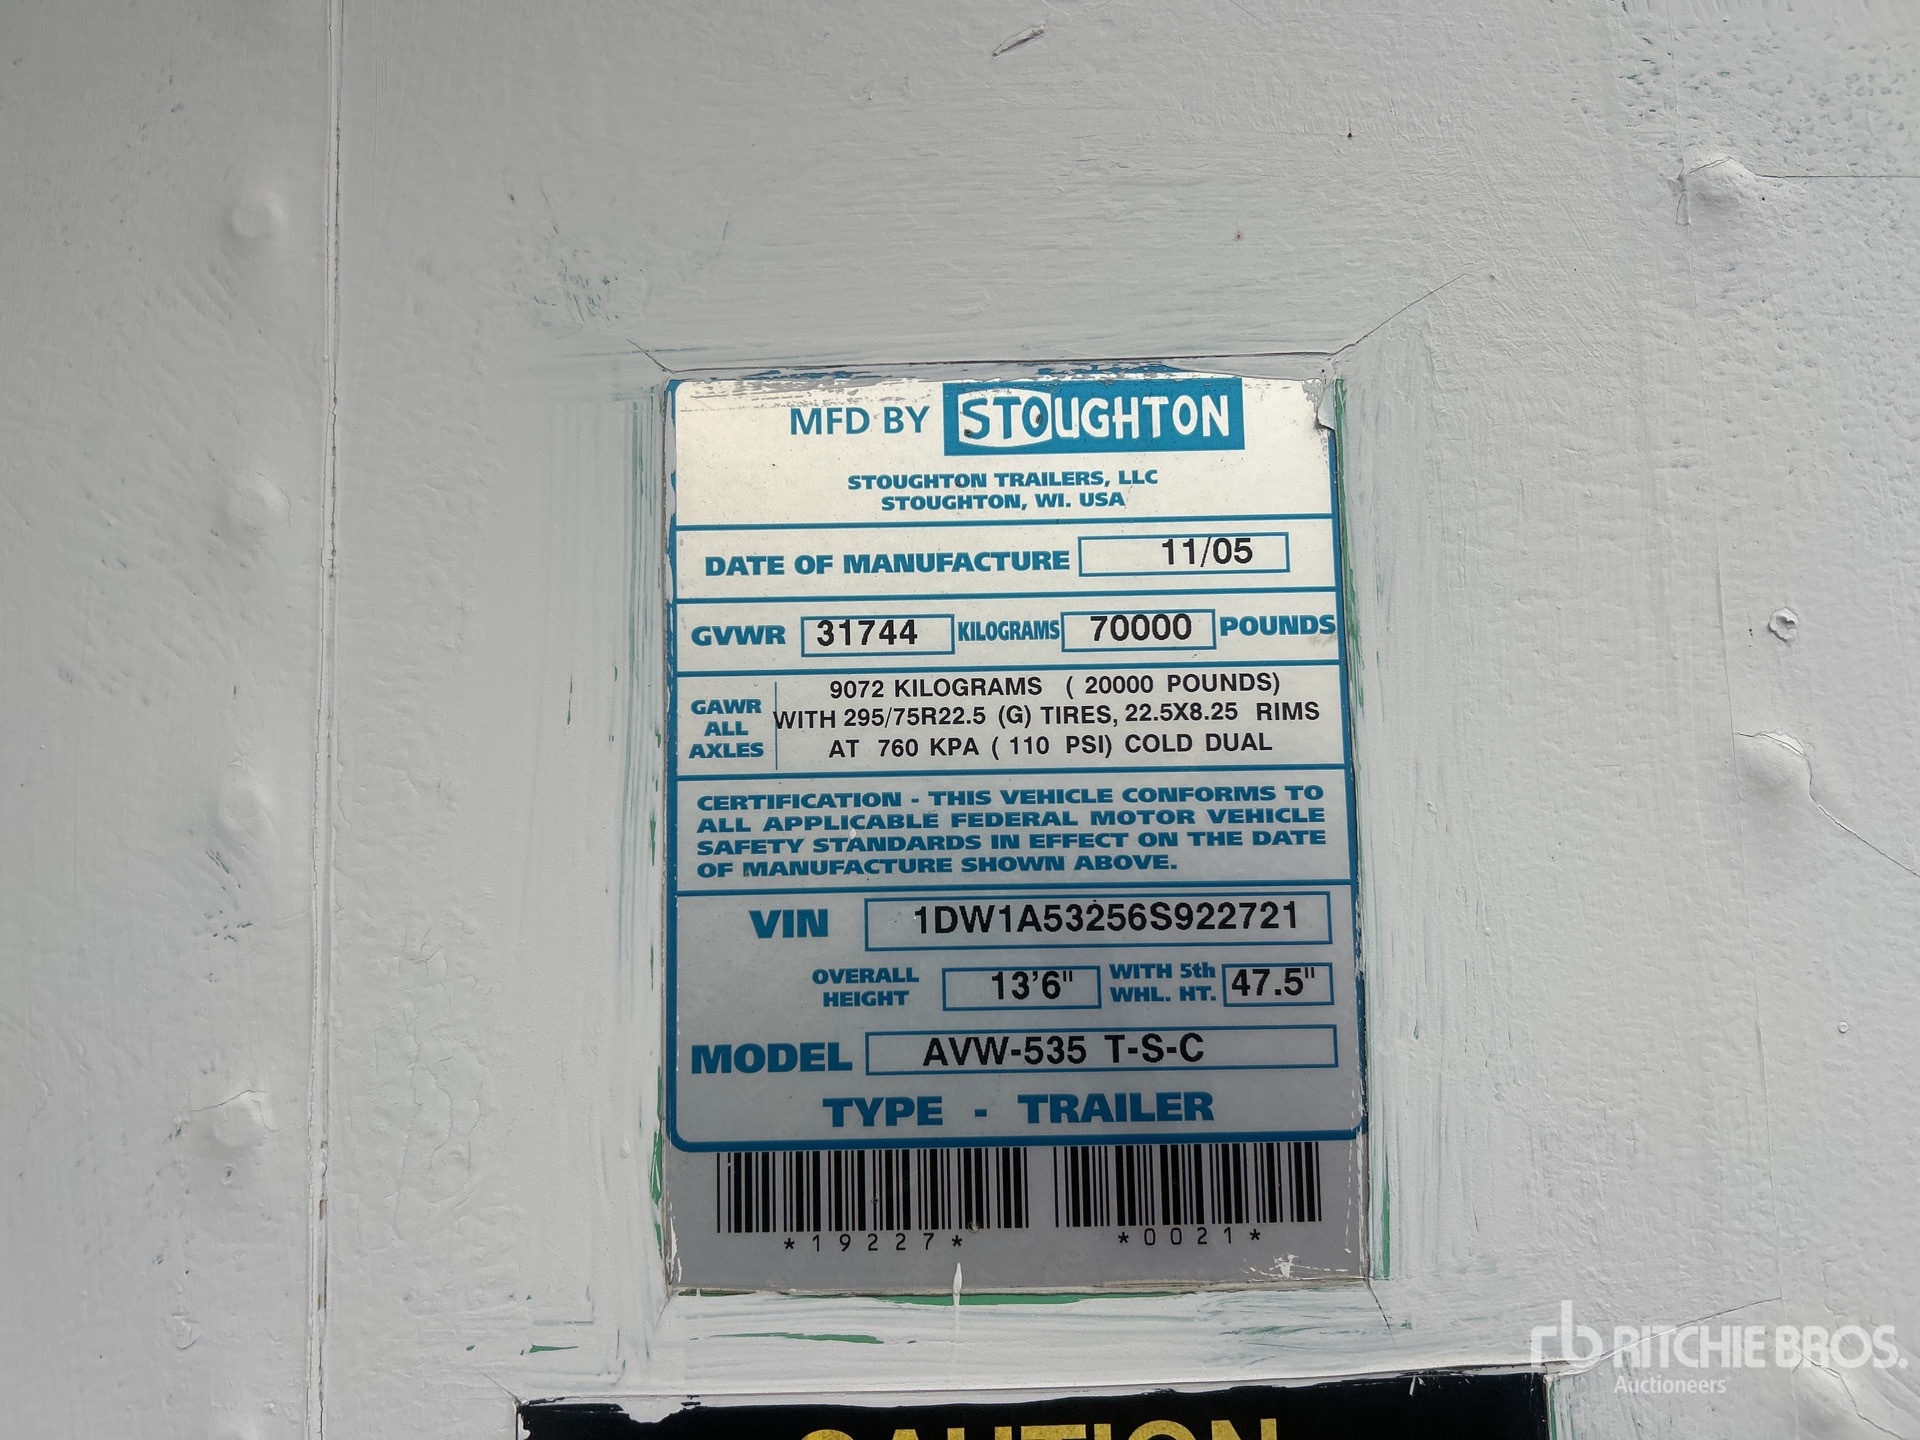 MFD BY STOUGHTON
STOUGHTON TRAILERS, LLC
STOUGHTON, WI. USA
DATE OF MANUFACTURE 11/05
GVWR 31744 KILOGRAMS 70000 POUNDS
GAWR ALL AXLES
9072 KILOGRAMS ( 20000 POUNDS)
WITH 295/75R22.5 (G) TIRES, 22.5X8.25 RIMS
AT 760 KPA ( 110 PSI) COLD DUAL
CERTIFICATION - THIS VEHICLE CONFORMS TO
ALL APPLICABLE FEDERAL MOTOR VEHICLE
SAFETY STANDARDS IN EFFECT ON THE DATE
OF MANUFACTURE SHOWN ABOVE.
VIN 1DW1A53256S922721
OVERALL HEIGHT 13'6" WITH 5th WHL. HT. 47.5"
MODEL AVW-535 T-S-C
TYPE - TRAILER
*19227* *0021*
rb RITCHIE BROS.
Auctioneers
CAUTION